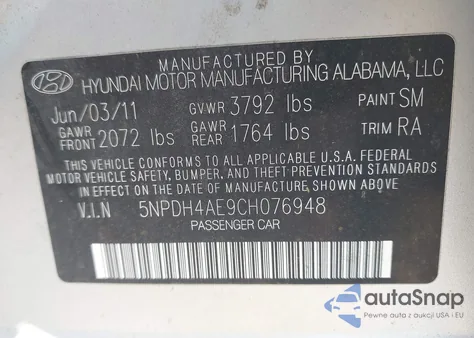 MANUFACTURED BY
HYUNDAI MOTOR MANUFACTURING ALABAMA, LLC
Jun/03/11 GVWR 3792 lbs PAINT SM
GAWR FRONT 2072 lbs GAWR REAR 1764 lbs TRIM RA
THIS VEHICLE CONFORMS TO ALL APPLICABLE U.S.A FEDERAL
MOTOR VEHICLE SAFETY, BUMPER, AND THEFT PREVENTION STANDARDS
IN EFFECT ON THE DATE OF MANUFACTURE SHOWN ABOVE.
V.I.N 5NPDH4AE9CH076948
PASSENGER CAR
autoSnap
Pewne auta z aukcji USA i EU